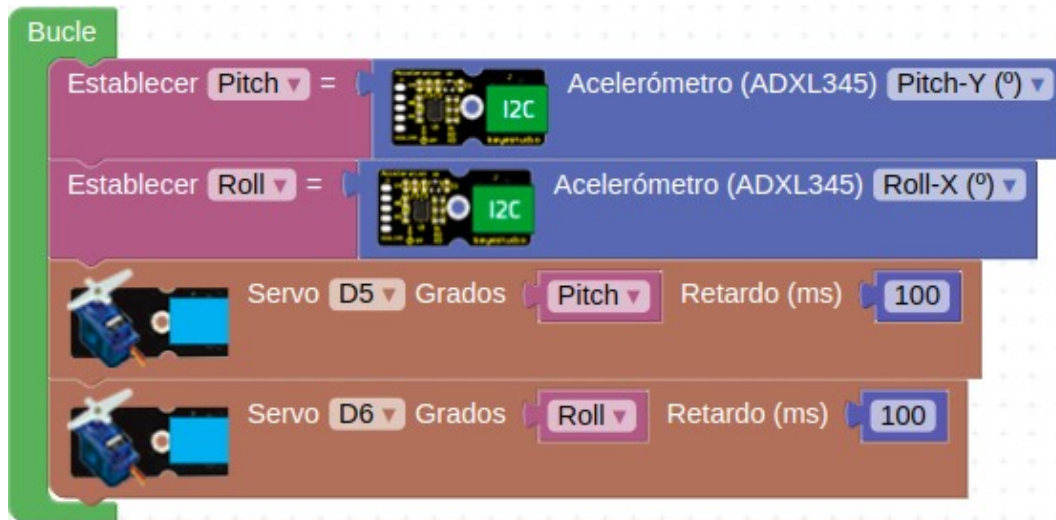 Bucle
Establecer Pitch = I2C Acelerómetro (ADXL345) Pitch-Y (º)
Establecer Roll = I2C Acelerómetro (ADXL345) Roll-X (º)
Servo D5 Grados Pitch Retardo (ms) 100
Servo D6 Grados Roll Retardo (ms) 100